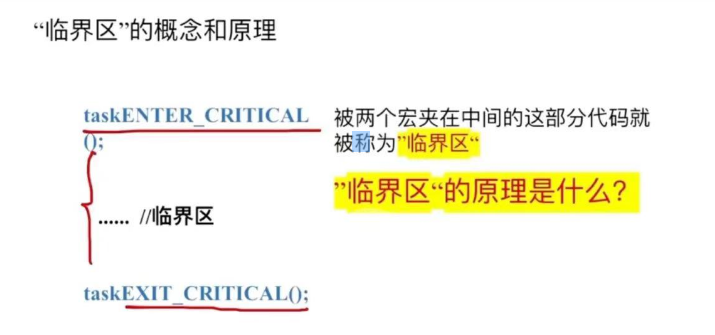 “临界区”的概念和原理
taskENTER_CRITICAL
();
...... //临界区
taskEXIT_CRITICAL();
被两个宏夹在中间的这部分代码就
被称为”临界区“
”临界区“的原理是什么？